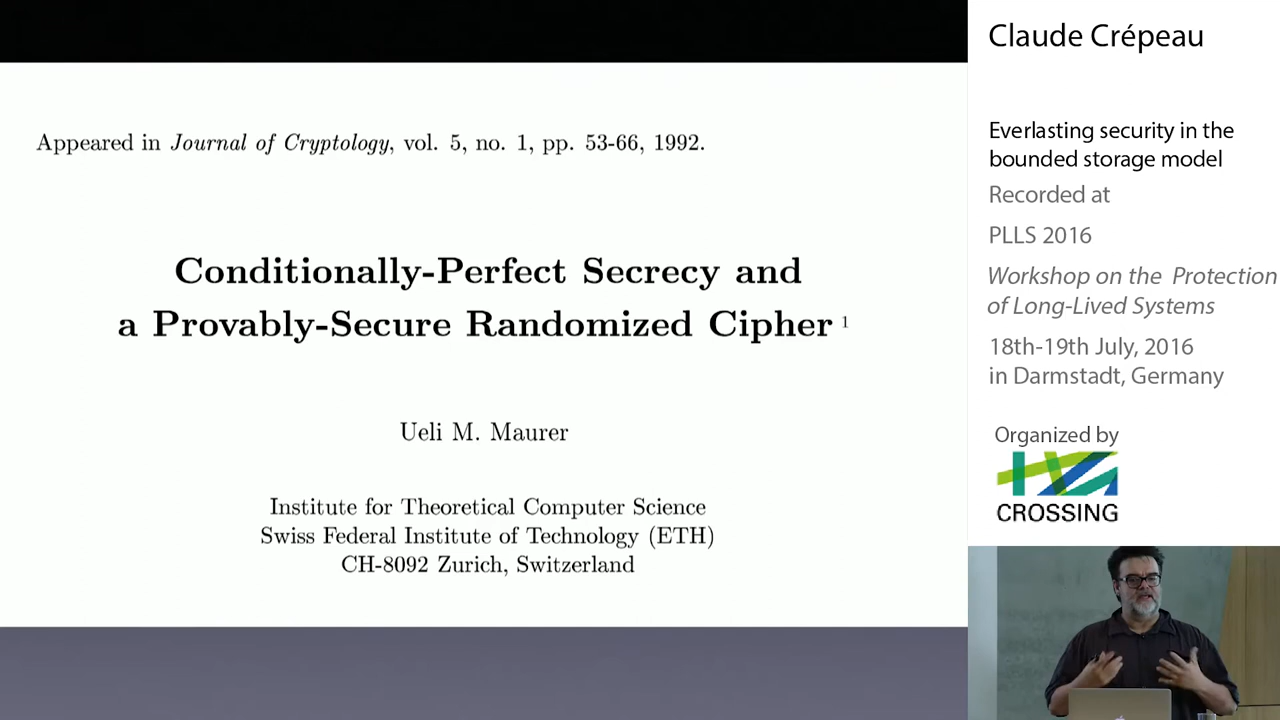 Appeared in Journal of Cryptology, vol. 5, no. 1, pp. 53-66, 1992.
Conditionally-Perfect Secrecy and
a Provably-Secure Randomized Cipher 1
Ueli M. Maurer
Institute for Theoretical Computer Science
Swiss Federal Institute of Technology (ETH)
CH-8092 Zurich, Switzerland
Claude Crépeau
Everlasting security in the
bounded storage model
Recorded at
PLLS 2016
Workshop on the Protection
of Long-Lived Systems
18th-19th July, 2016
in Darmstadt, Germany
Organized by
CROSSING